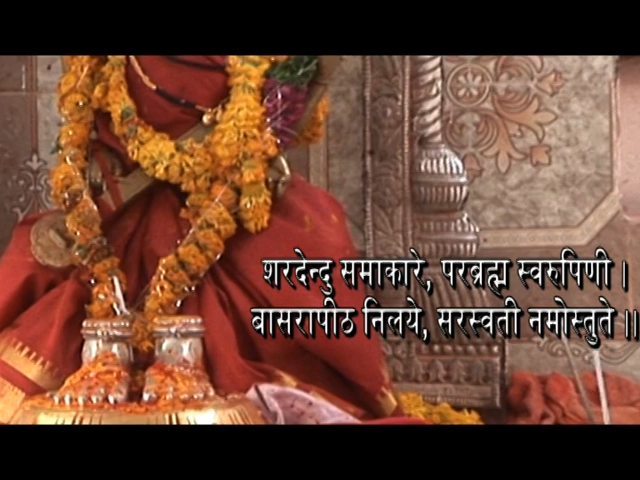 शरदेन्दु समाकारे, परब्रह्म स्वरुपिणी ।
बासरापीठ निलये, सरस्वती नमोस्तुते ।।